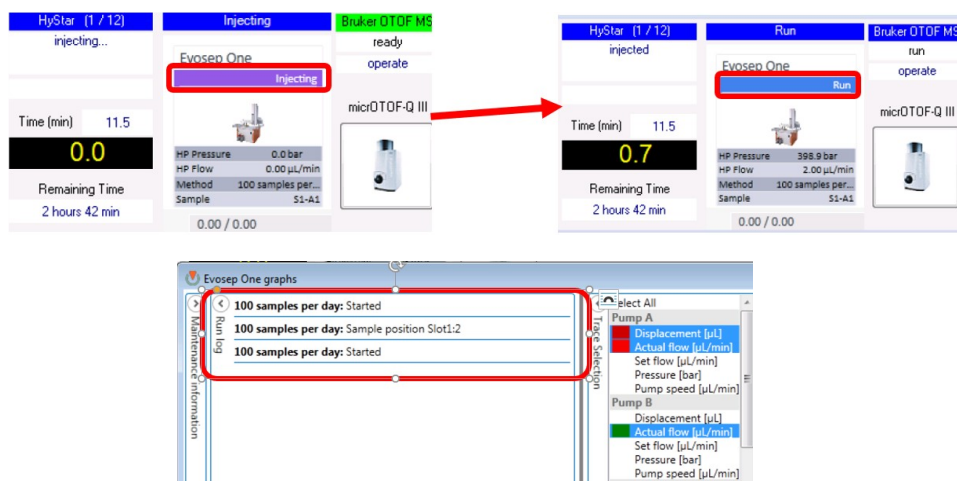 HyStar (1 / 12)
injecting...
Time (min) 11.5
0.0
Remaining Time
2 hours 42 min
Injecting
Evosep One
Injecting
HP Pressure 0.0 bar
HP Flow 0.00 µL/min
Method 100 samples per...
Sample S1-A1
0.00 / 0.00
Bruker OTOF MS
ready
operate
micrOTOF-Q III
HyStar (1 / 12)
injected
Time (min) 11.5
0.7
Remaining Time
2 hours 42 min
Run
Evosep One
Run
HP Pressure 398.9 bar
HP Flow 2.00 µL/min
Method 100 samples per...
Sample S1-A1
0.00 / 0.00
Bruker OTOF MS
run
operate
micrOTOF-Q III
Evosep One graphs
Maintenance information
Run log
100 samples per day: Started
100 samples per day: Sample position Slot1:2
100 samples per day: Started
Trace Selection
elect All
Pump A
Displacement [µL]
Actual flow [µL/min]
Set flow [µL/min]
Pressure [bar]
Pump speed [µL/min]
Pump B
Displacement [µL]
Actual flow [µL/min]
Set flow [µL/min]
Pressure [bar]
Pump speed [µL/min]